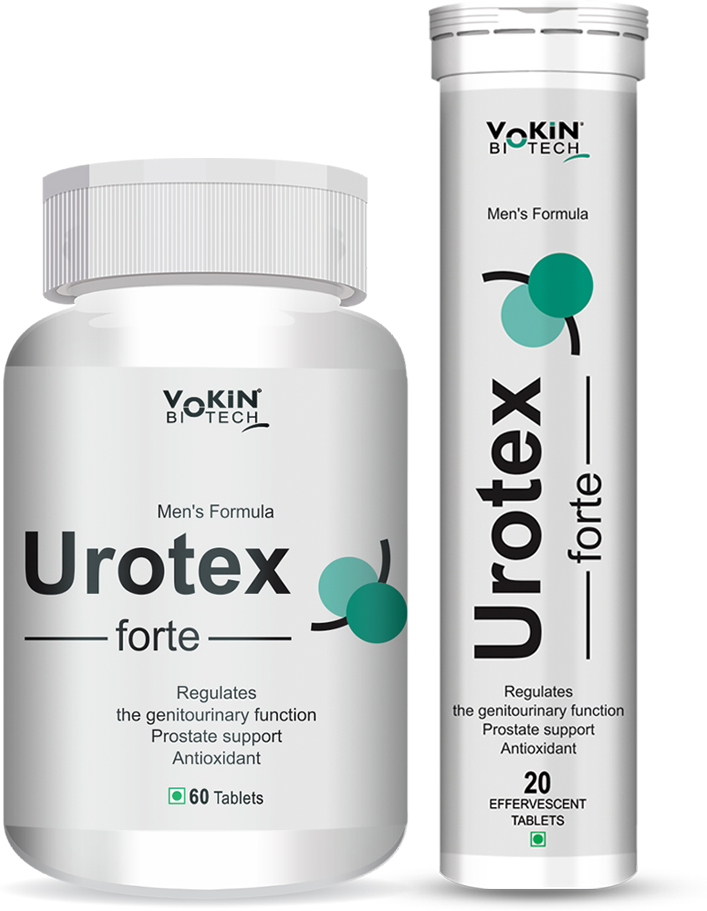 VOKiN®
BIOTECH
Men's Formula
Urotex
forte
Regulates
the genitourinary function
Prostate support
Antioxidant
60 Tablets
VOKiN®
BIOTECH
Men's Formula
Urotex
forte
Regulates
the genitourinary function
Prostate support
Antioxidant
20
EFFERVESCENT
TABLETS